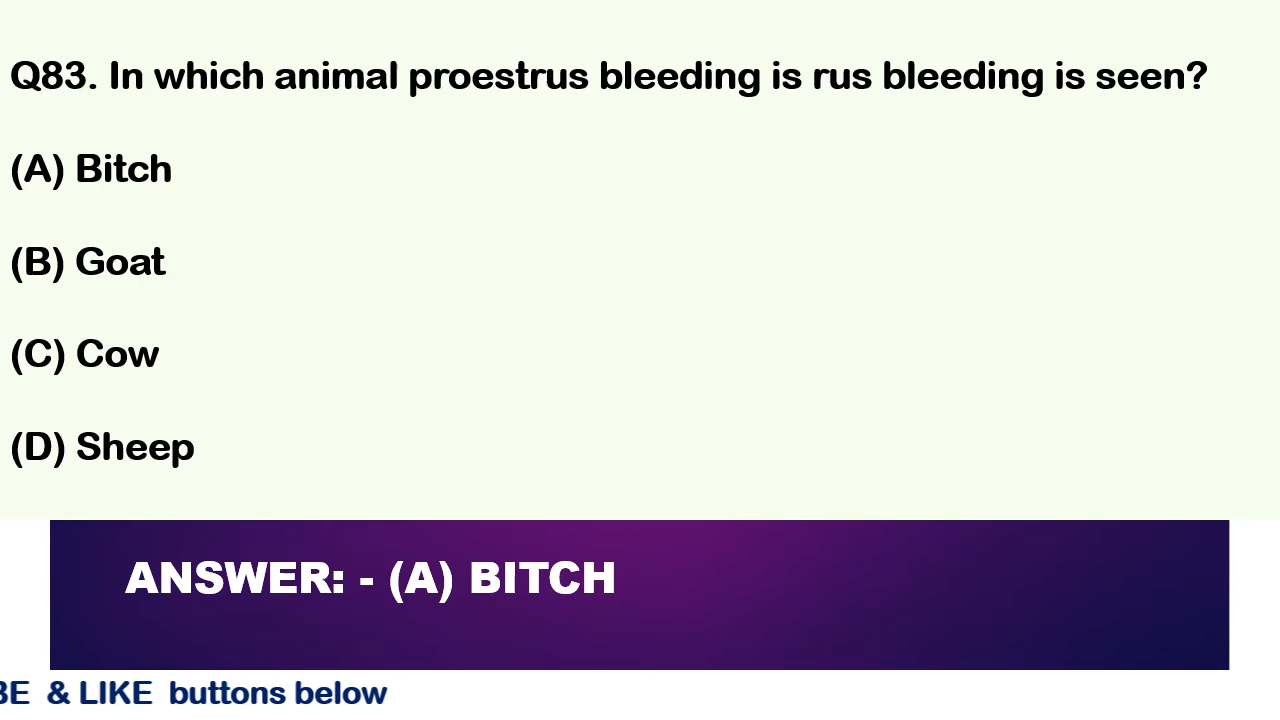 Q83. In which animal proestrus bleeding is rus bleeding is seen?
(A) Bitch
(B) Goat
(C) Cow
(D) Sheep
ANSWER: - (A) BITCH
BE & LIKE buttons below